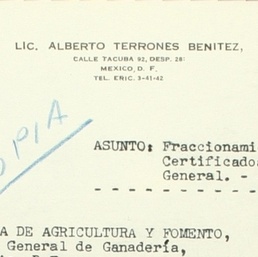 LIC. ALBERTO TERRONES BENITEZ,
CALLE TACUBA 92, DESP. 281
MEXICO, D. F.
TEL. ERIC. 3-41-42
OPIA
ASUNTO: Fraccionami
Certificado
General. -
- - - - - - - - - - -
A DE AGRICULTURA Y FOMENTO,
General de Ganadería,